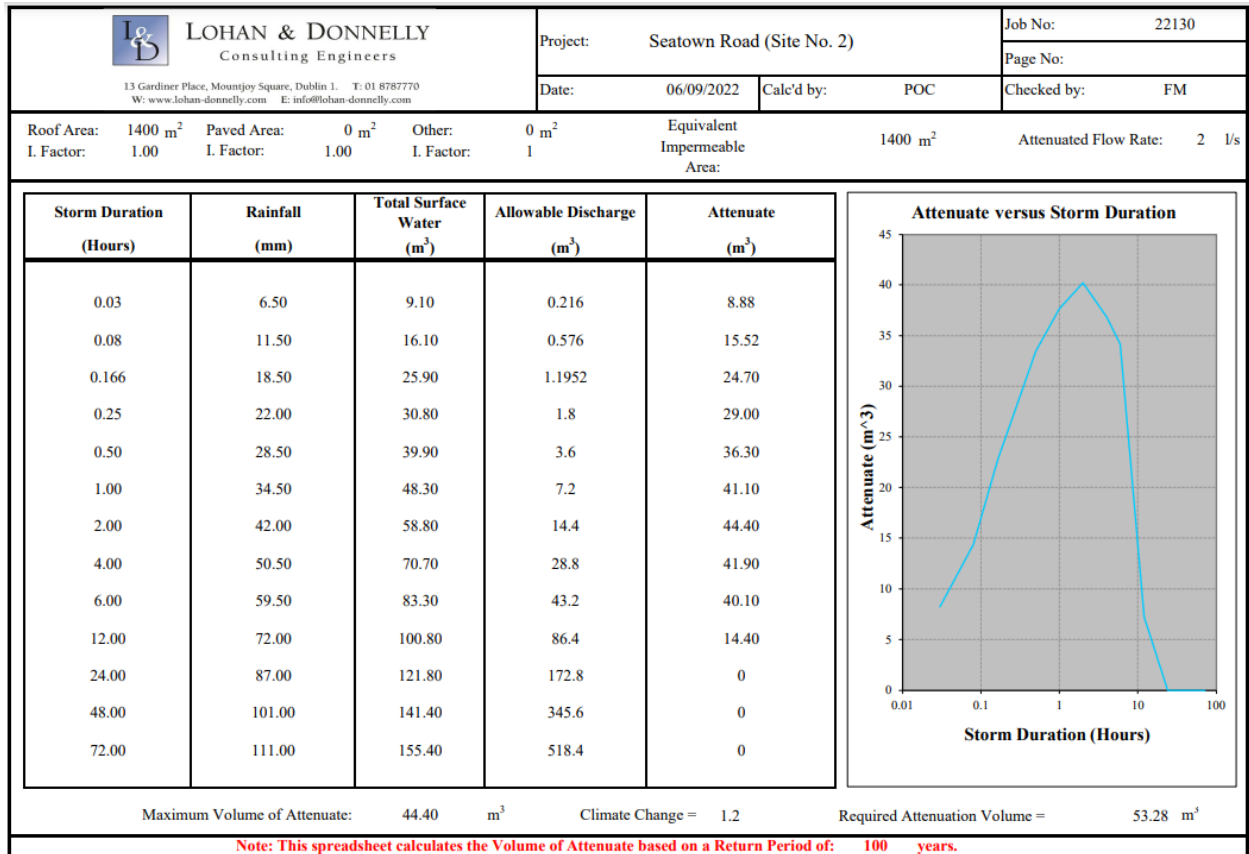 L&D LOHAN & DONNELLY
Consulting Engineers
13 Gardiner Place, Mountjoy Square, Dublin 1. T: 01 8787770
W: www.lohan-donnelly.com E: info@lohan-donnelly.com
Project: Seatown Road (Site No. 2)
Job No: 22130
Page No:
Date: 06/09/2022 Calc'd by: POC Checked by: FM
Roof Area: 1400 m² Paved Area: 0 m² Other: 0 m²
I. Factor: 1.00 I. Factor: 1.00 I. Factor: 1
Equivalent
Impermeable
Area:
1400 m²
Attenuated Flow Rate: 2 l/s
Storm Duration (Hours) Rainfall (mm) Total Surface Water (m³) Allowable Discharge (m³) Attenuate (m³)
0.03 6.50 9.10 0.216 8.88
0.08 11.50 16.10 0.576 15.52
0.166 18.50 25.90 1.1952 24.70
0.25 22.00 30.80 1.8 29.00
0.50 28.50 39.90 3.6 36.30
1.00 34.50 48.30 7.2 41.10
2.00 42.00 58.80 14.4 44.40
4.00 50.50 70.70 28.8 41.90
6.00 59.50 83.30 43.2 40.10
12.00 72.00 100.80 86.4 14.40
24.00 87.00 121.80 172.8 0
48.00 101.00 141.40 345.6 0
72.00 111.00 155.40 518.4 0
Attenuate versus Storm Duration
Attenuate (m^3)
45
40
35
30
25
20
15
10
5
0
0.01 0.1 1 10 100
Storm Duration (Hours)
Maximum Volume of Attenuate: 44.40 m³ Climate Change = 1.2 Required Attenuation Volume = 53.28 m³
Note: This spreadsheet calculates the Volume of Attenuate based on a Return Period of: 100 years.